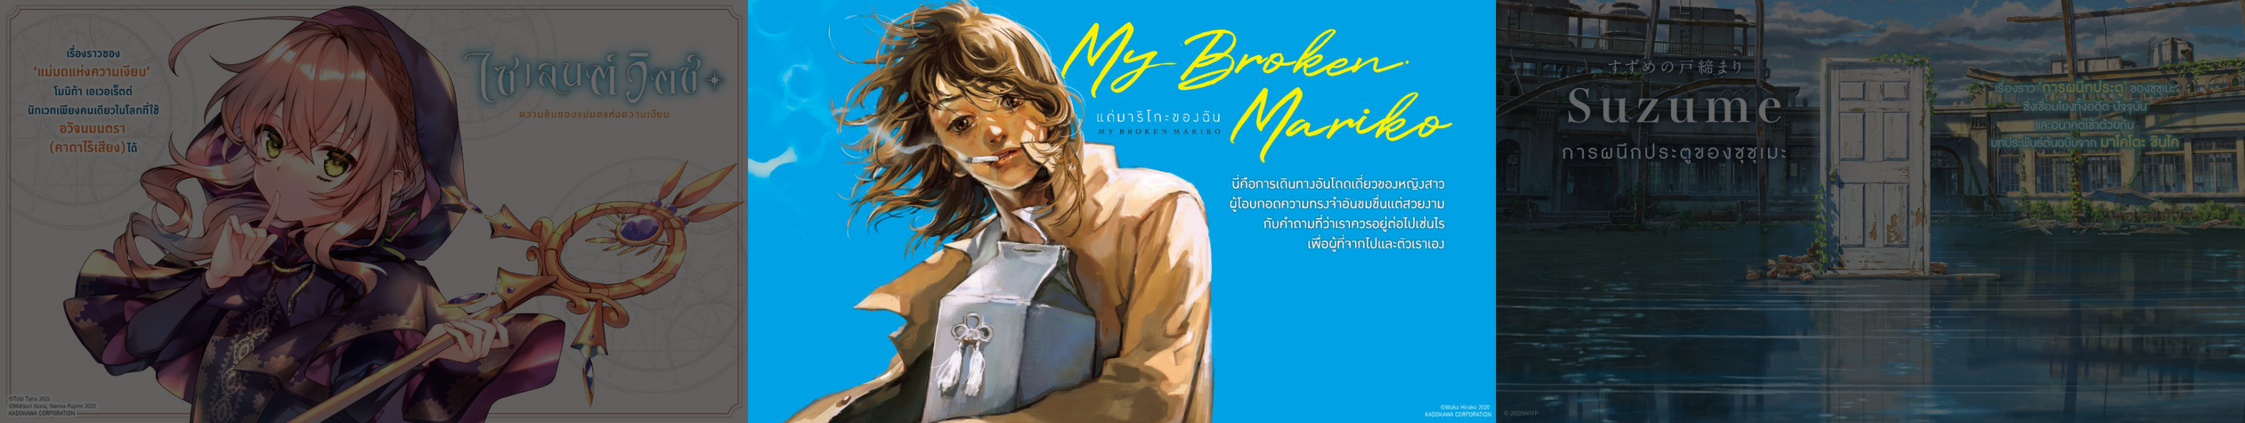 เรื่องราวของ
'แม่มดแห่งความเงียบ'
โมนิก้า เอเวอเร็ตต์
นักเวทเพียงคนเดียวในโลกที่ใช้
อวัจนมนตรา
(คาถาไร้เสียง)ได้
ไซเลนต์วิตช์
ความลับของแม่มดแห่งความเงียบ
©Tobi Tana 2022
©Matsuri Isora, Nanna Fujimi 2022
KADOKAWA CORPORATION
My Broken
Mariko
แด่มาริโกะของฉัน
MY BROKEN MARIKO
นี่คือการเดินทางอันโดดเดี่ยวของหญิงสาว
ผู้โอบกอดความทรงจำอันขมขื่นแต่สวยงาม
กับคำถามที่ว่าเราควรอยู่ต่อไปเช่นไร
เพื่อผู้ที่จากไปและตัวเราเอง
©Waka Hirako 2020
KADOKAWA CORPORATION
すずめの戸締まり
Suzume
การผนึกประตูของซุซุเมะ
เรื่องราว "การผนึกประตู" ของซุซุเมะ
ซึ่งเชื่อมโยงทั้งอดีต ปัจจุบัน
และอนาคตเข้าด้วยกัน
บทประพันธ์ต้นฉบับจาก มาโคโตะ ชินไค